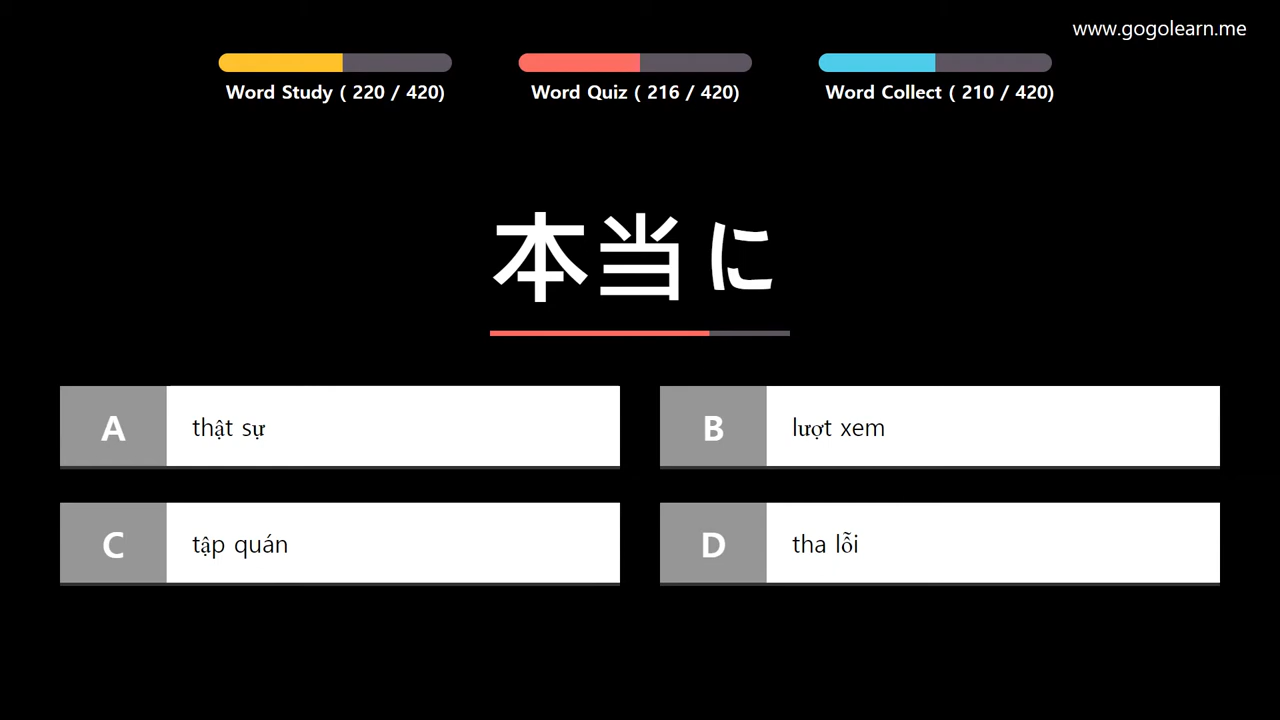 www.gogolearn.me
Word Study ( 220 / 420)
Word Quiz ( 216 / 420)
Word Collect ( 210 / 420)
本当に
A thật sự
B lượt xem
C tập quán
D tha lỗi